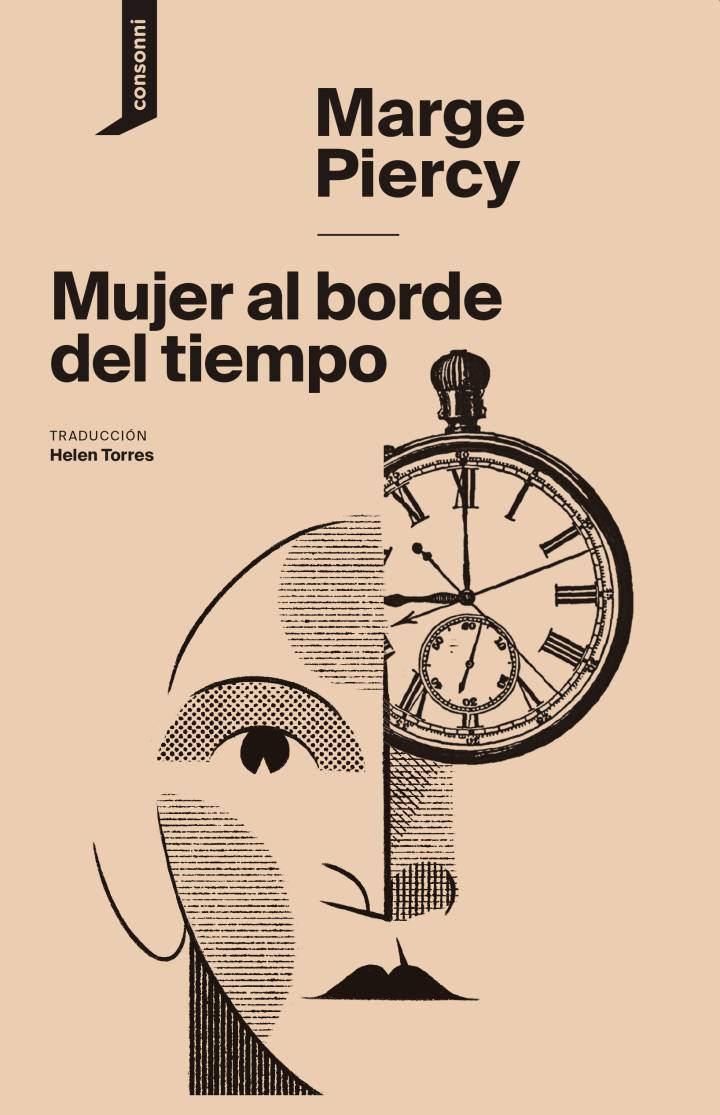 consonni
Marge
Piercy
Mujer al borde
del tiempo
TRADUCCIÓN
Helen Torres